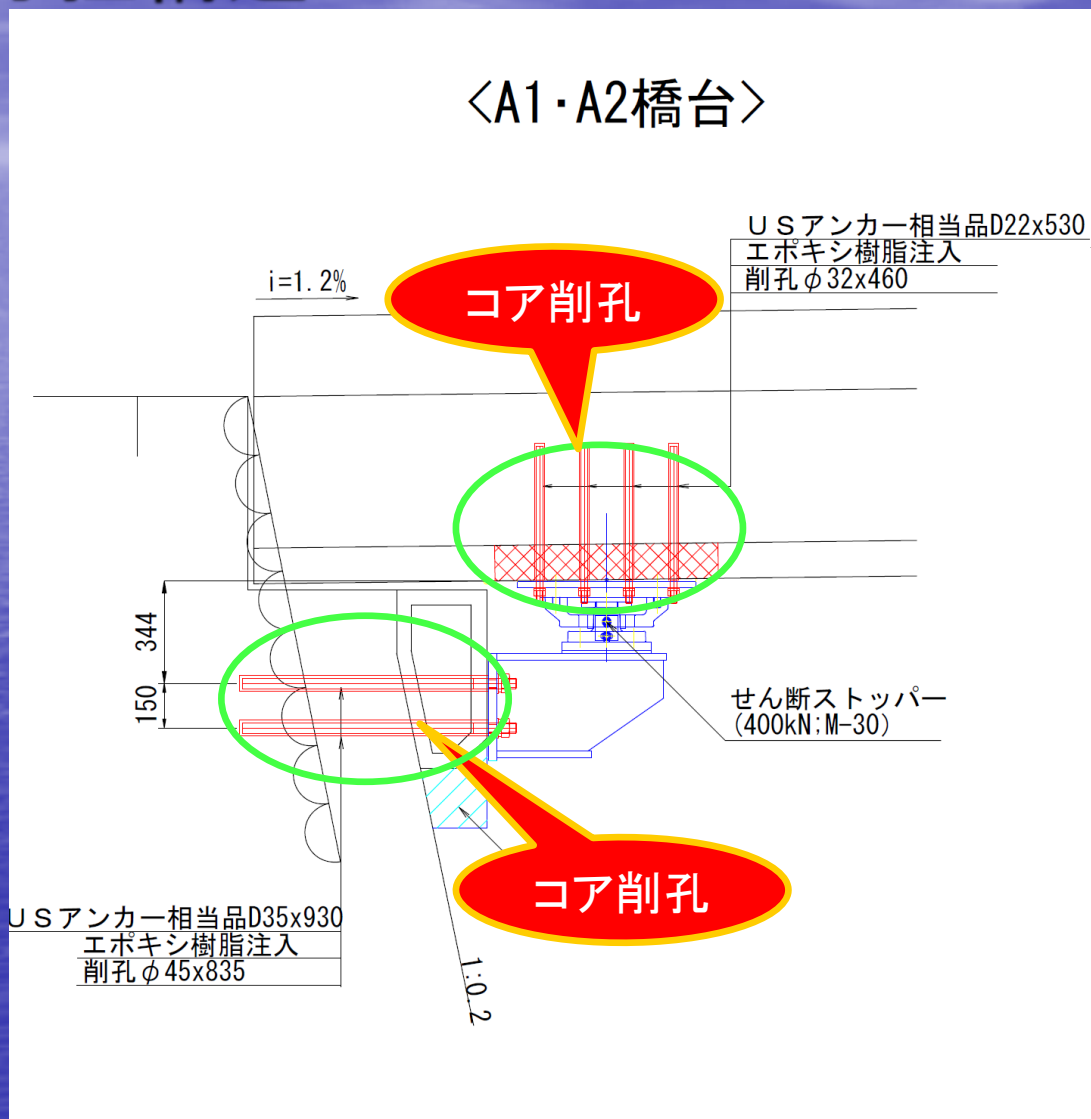 <A1・A2橋台>
USアンカー相当品D22x530
エポキシ樹脂注入
削孔φ32x460
i=1.2%
コア削孔
344
150
せん断ストッパー
(400kN;M-30)
コア削孔
USアンカー相当品D35x930
エポキシ樹脂注入
削孔φ45x835
1:0.2